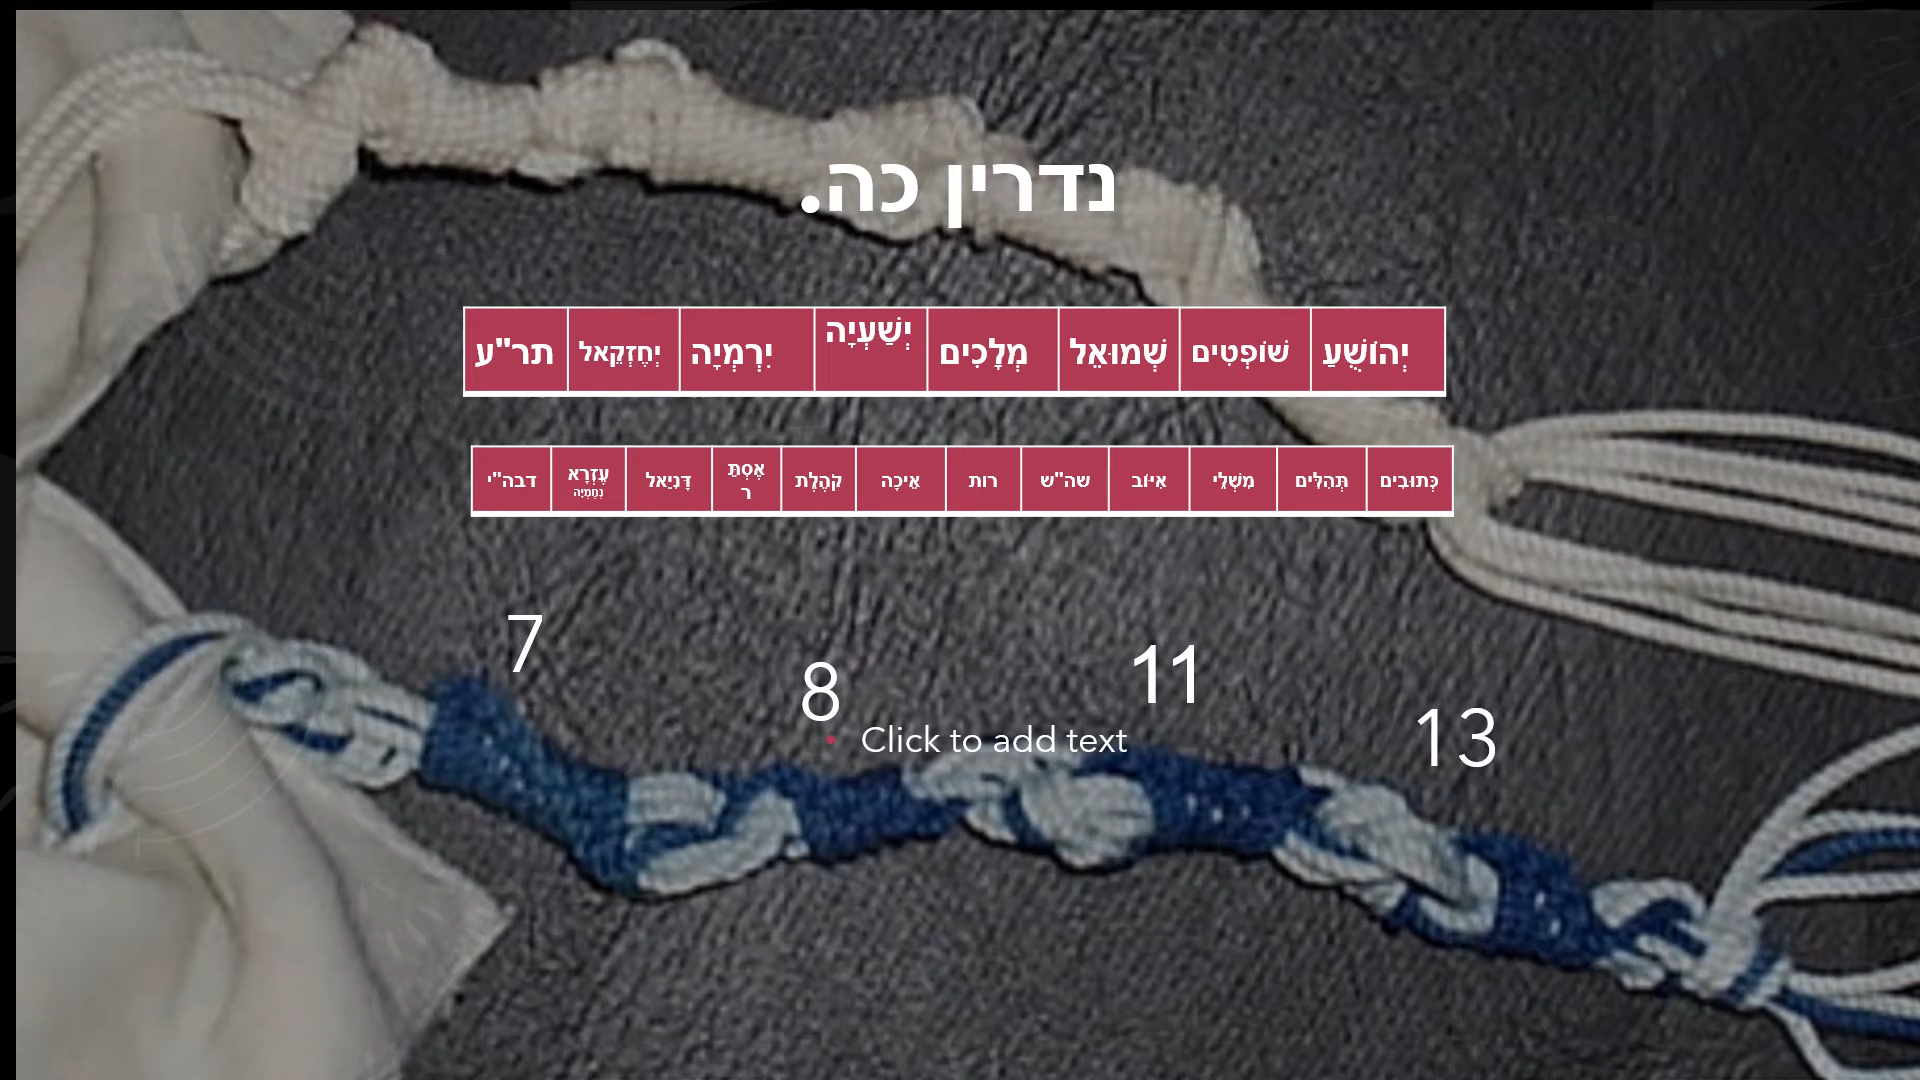 נדרין כה.
יְהוֹשֻׁעַ שׁוֹפְטִים שְׁמוּאֵל מְלָכִים יְשַׁעְיָה יִרְמְיָה יְחֶזְקֵאל תר"ע
כְּתוּבִים תְּהִלִּים מִשְׁלֵי אִיּוֹב שה"ש רות אֵיכָה קֹהֶלֶת אֶסְתֵּר דָּנִיֵּאל עֶזְרָא נְחֶמְיָּה דבה"י
7
8
11
13
• Click to add text